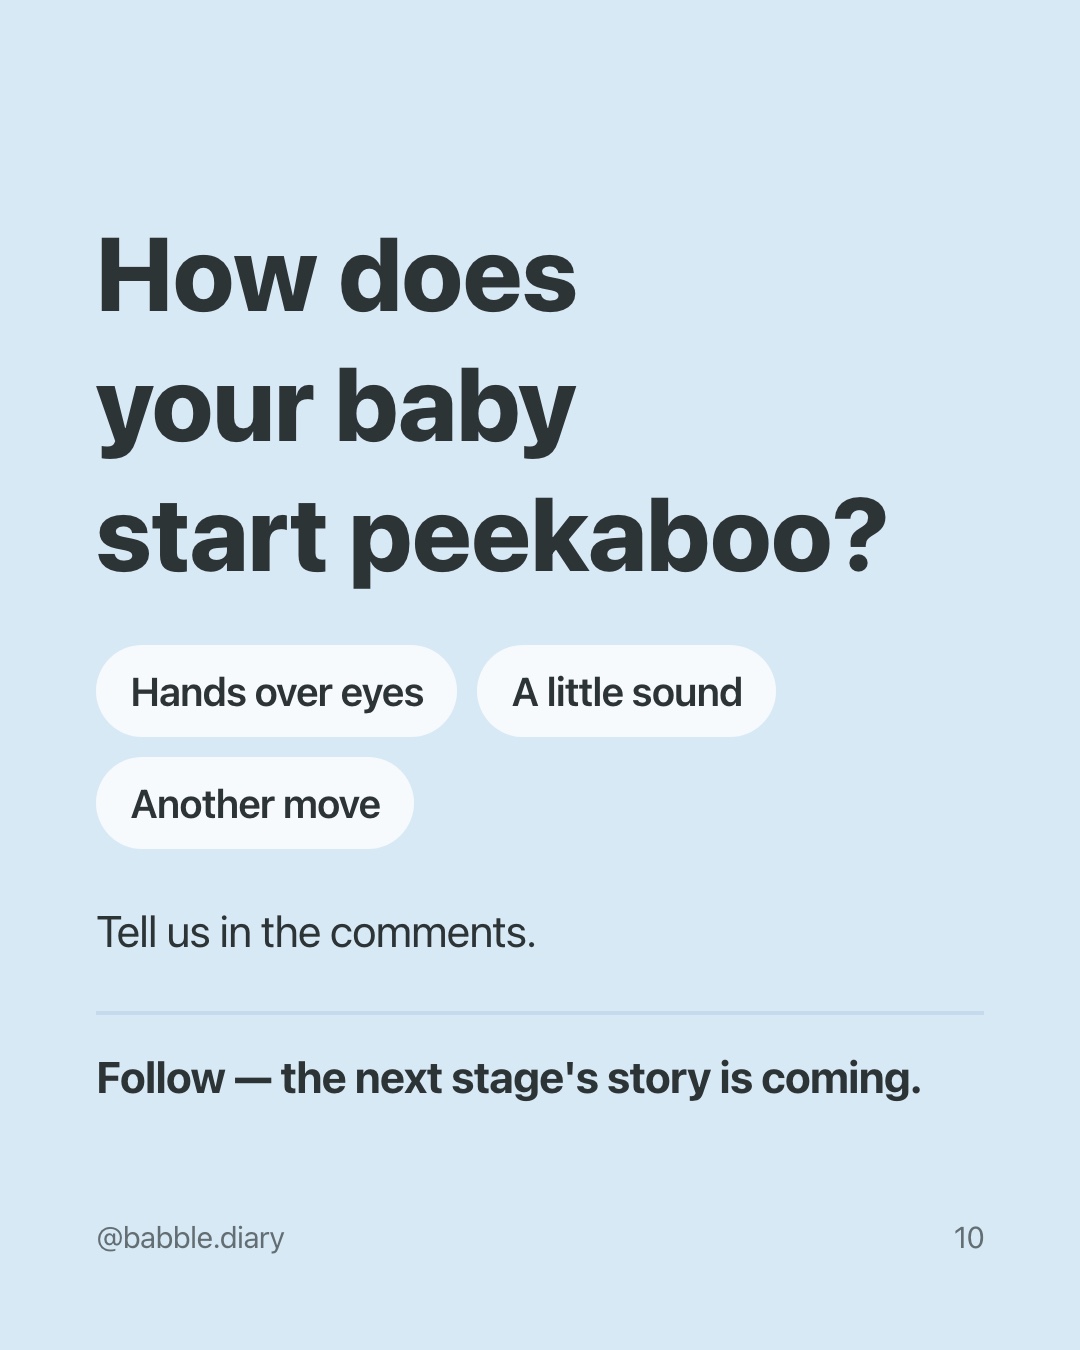 How does
your baby
start peekaboo?
Hands over eyes
A little sound
Another move
Tell us in the comments.
Follow — the next stage's story is coming.
@babble.diary
10